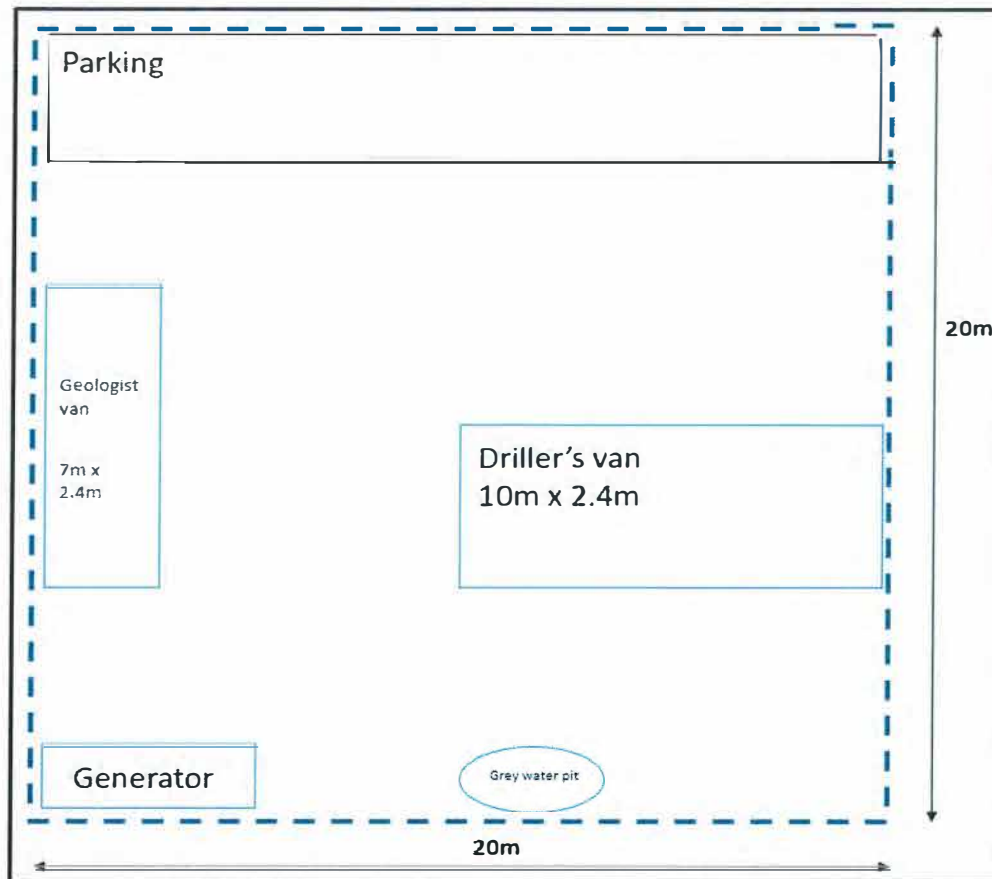 Parking
20m
Geologist
van
7m x
2.4m
Driller's van
10m x 2.4m
Generator
Grey water pit
20m